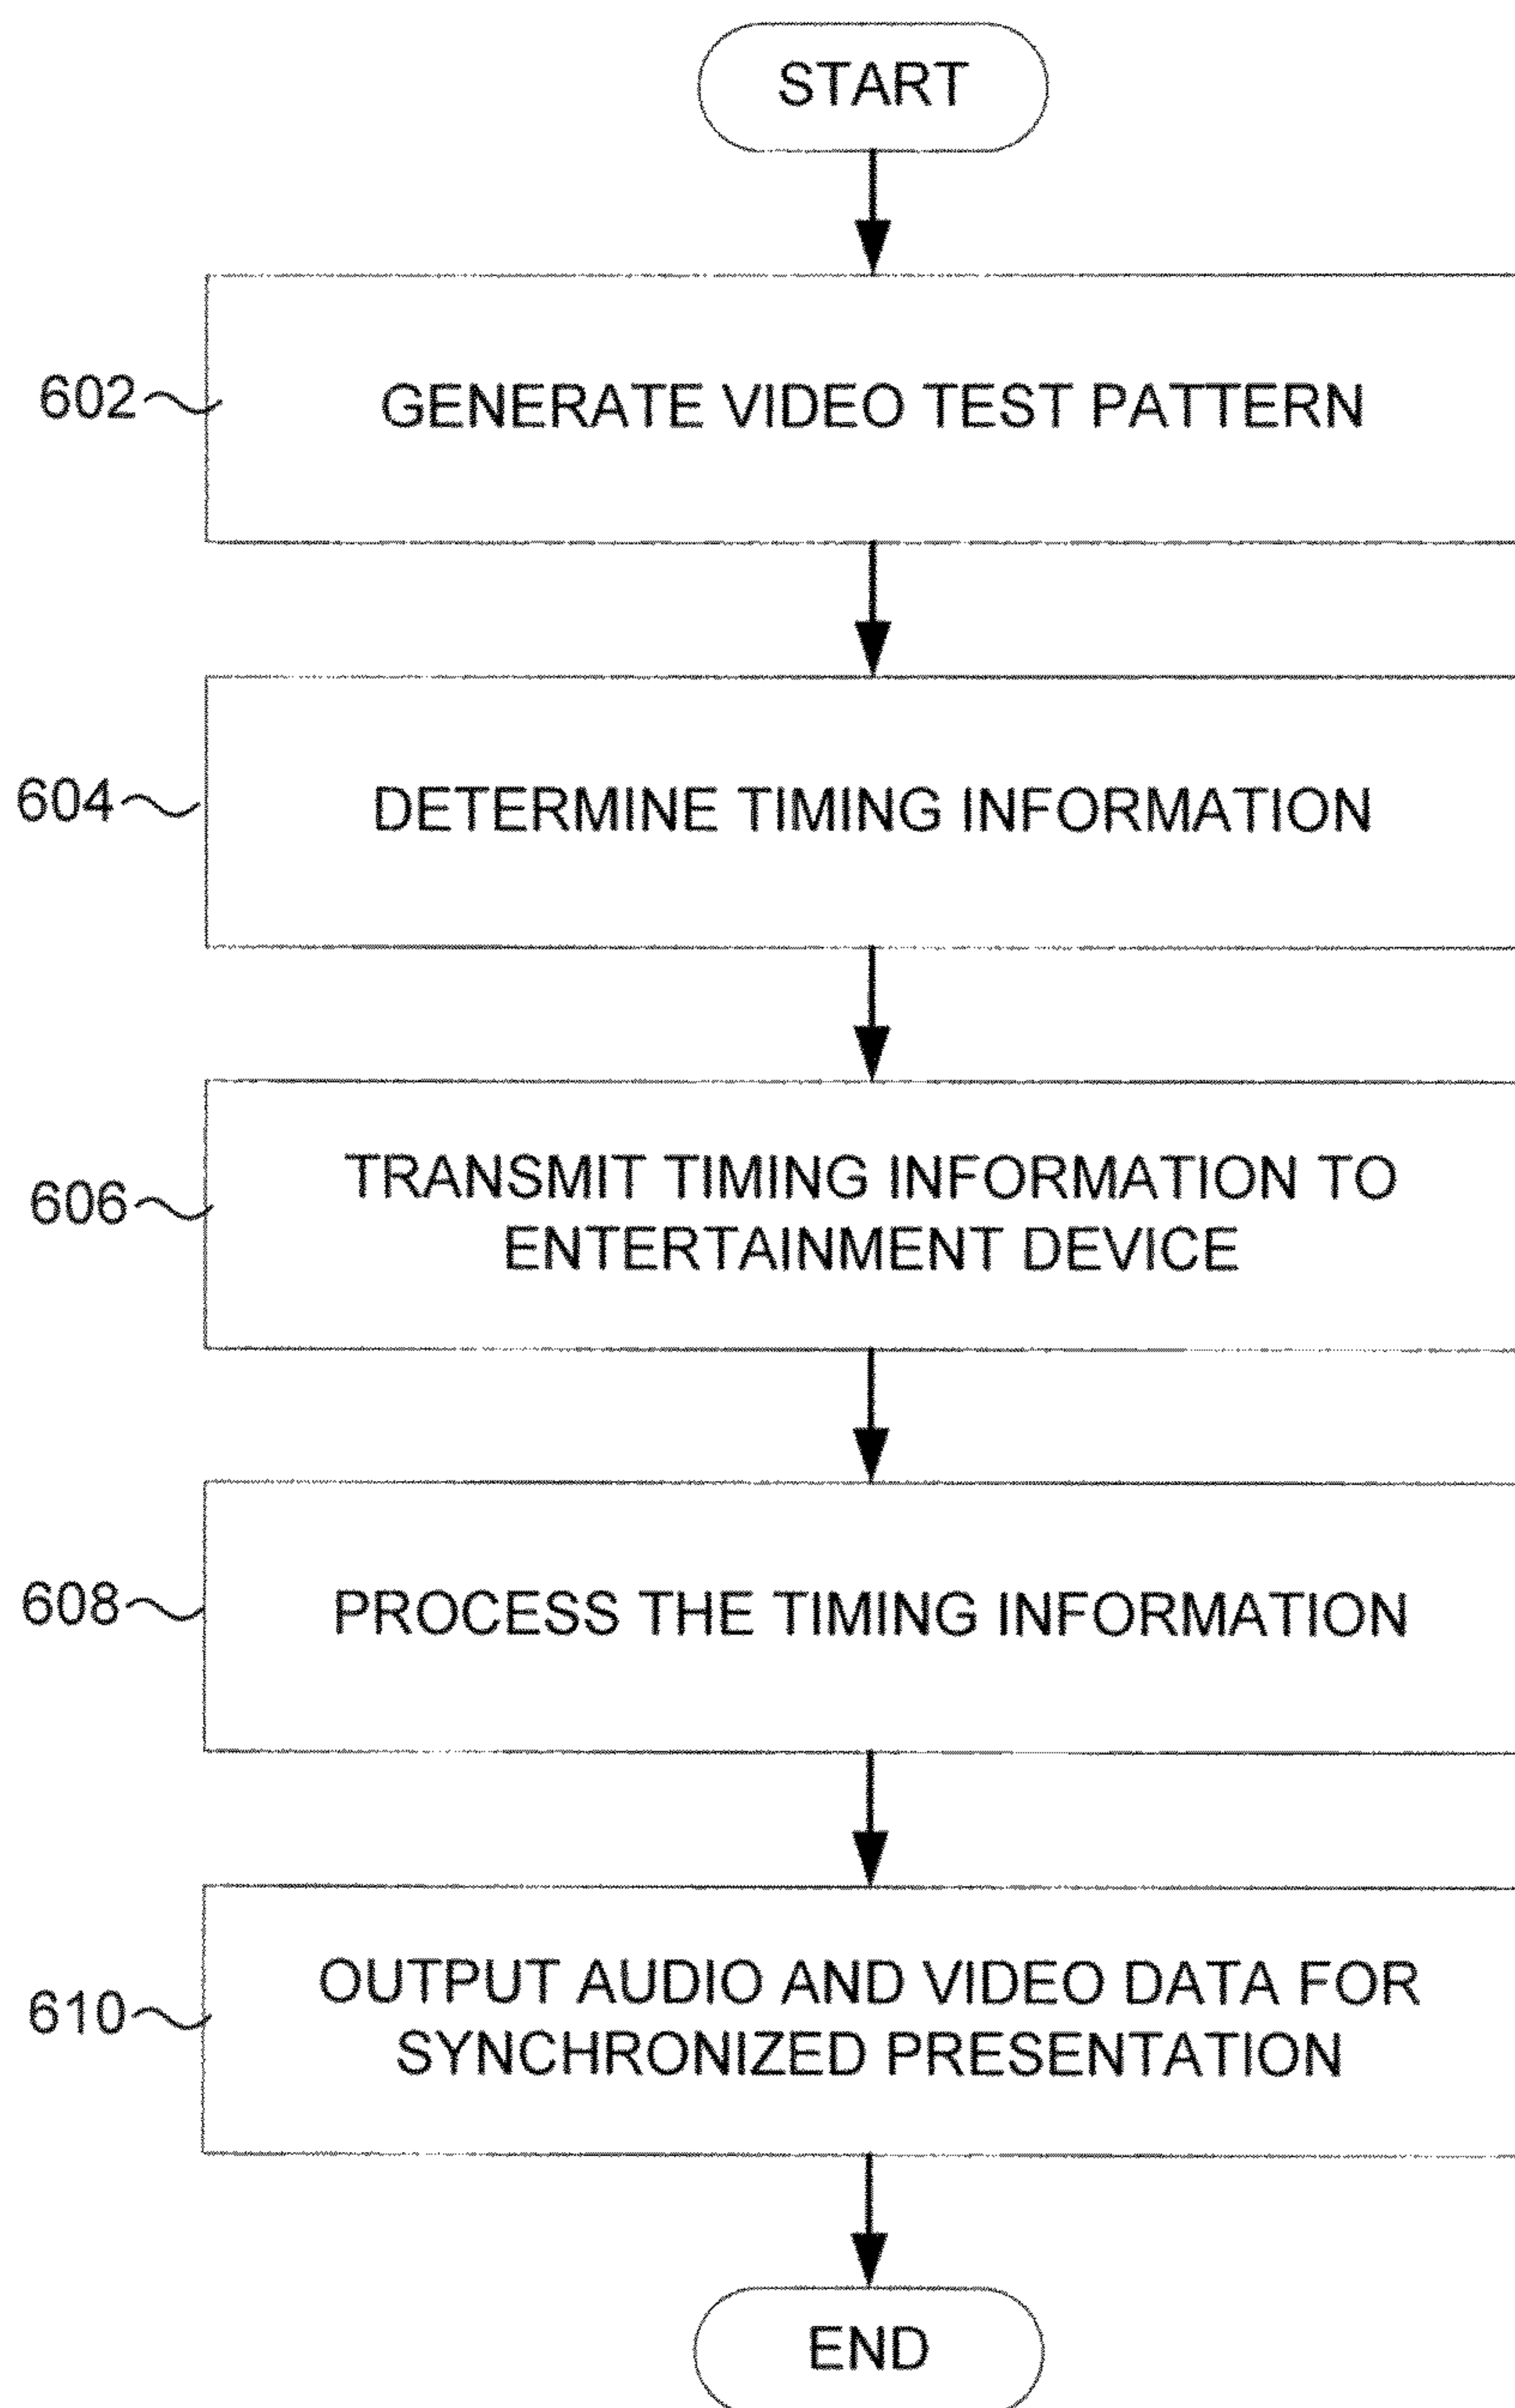 START
602
GENERATE VIDEO TEST PATTERN
604
DETERMINE TIMING INFORMATION
606
TRANSMIT TIMING INFORMATION TO
ENTERTAINMENT DEVICE
608
PROCESS THE TIMING INFORMATION
610
OUTPUT AUDIO AND VIDEO DATA FOR
SYNCHRONIZED PRESENTATION
END